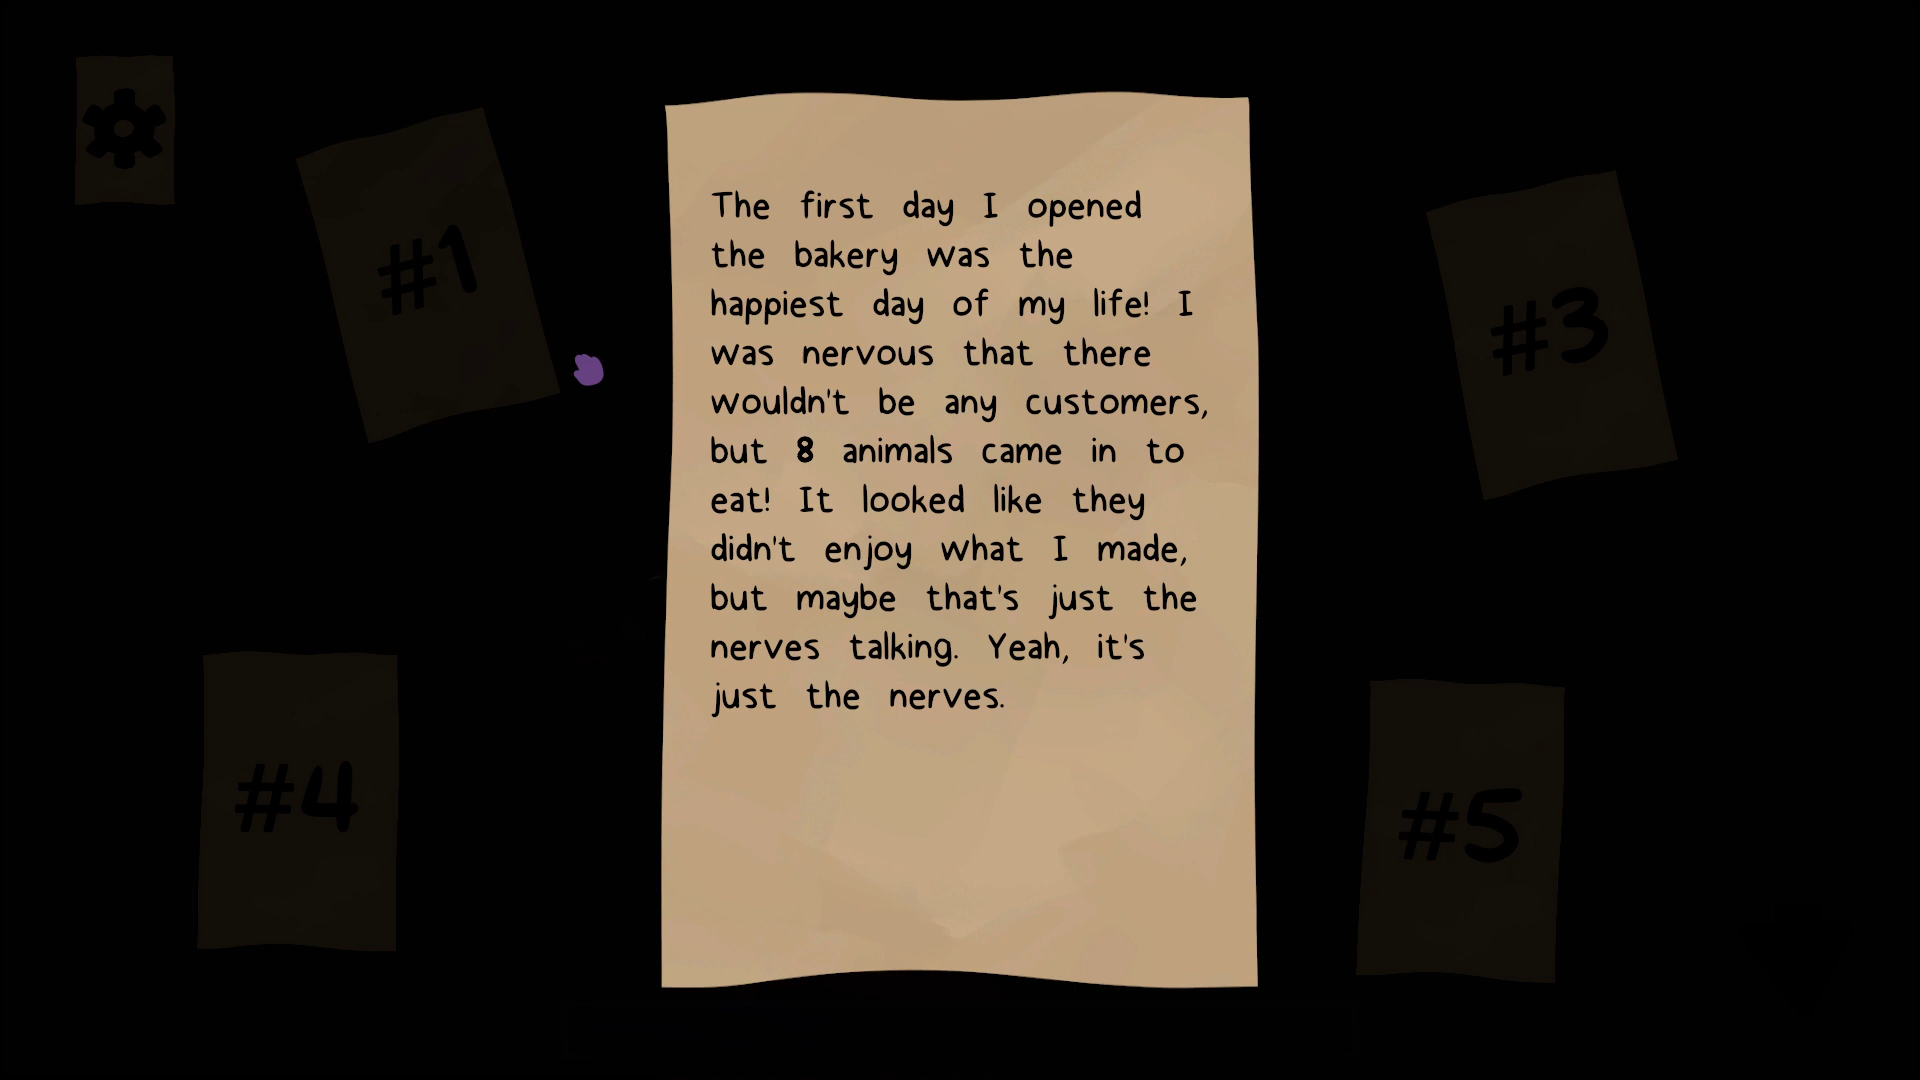 #1
The first day I opened
the bakery was the
happiest day of my life! I
was nervous that there
wouldn't be any customers,
but 8 animals came in to
eat! It looked like they
didn't enjoy what I made,
but maybe that's just the
nerves talking. Yeah, it's
just the nerves.
#3
#4
#5